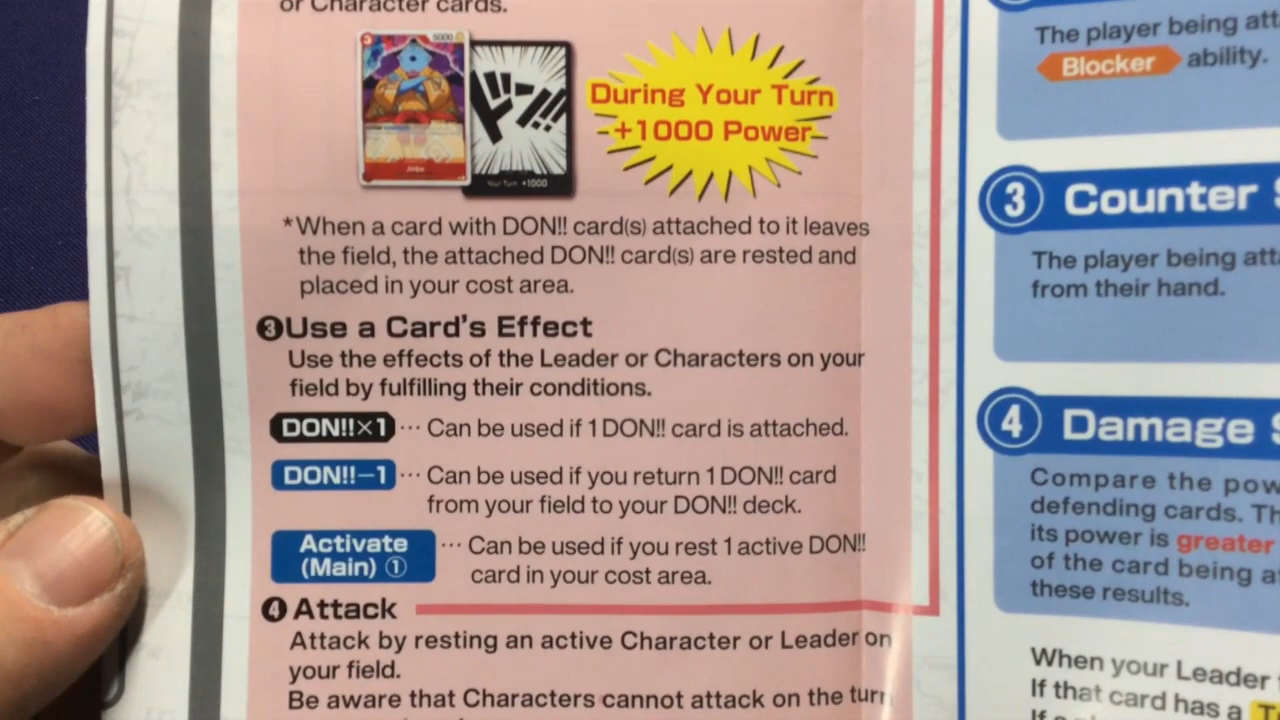 or Character cards.
3
5000
Jinbe
ドン!!
Your Turn +1000
During Your Turn
+1000 Power
*When a card with DON!! card(s) attached to it leaves
the field, the attached DON!! card(s) are rested and
placed in your cost area.
❸Use a Card's Effect
Use the effects of the Leader or Characters on your
field by fulfilling their conditions.
DON!!×1 ··· Can be used if 1 DON!! card is attached.
DON!!−1 ··· Can be used if you return 1 DON!! card
from your field to your DON!! deck.
Activate
(Main) ① ··· Can be used if you rest 1 active DON!!
card in your cost area.
❹Attack
Attack by resting an active Character or Leader on
your field.
Be aware that Characters cannot attack on the turn
The player being att
Blocker ability.
③ Counter S
The player being att
from their hand.
④ Damage S
Compare the pow
defending cards. Th
its power is greater
of the card being at
these results.
When your Leader
If that card has a T
If